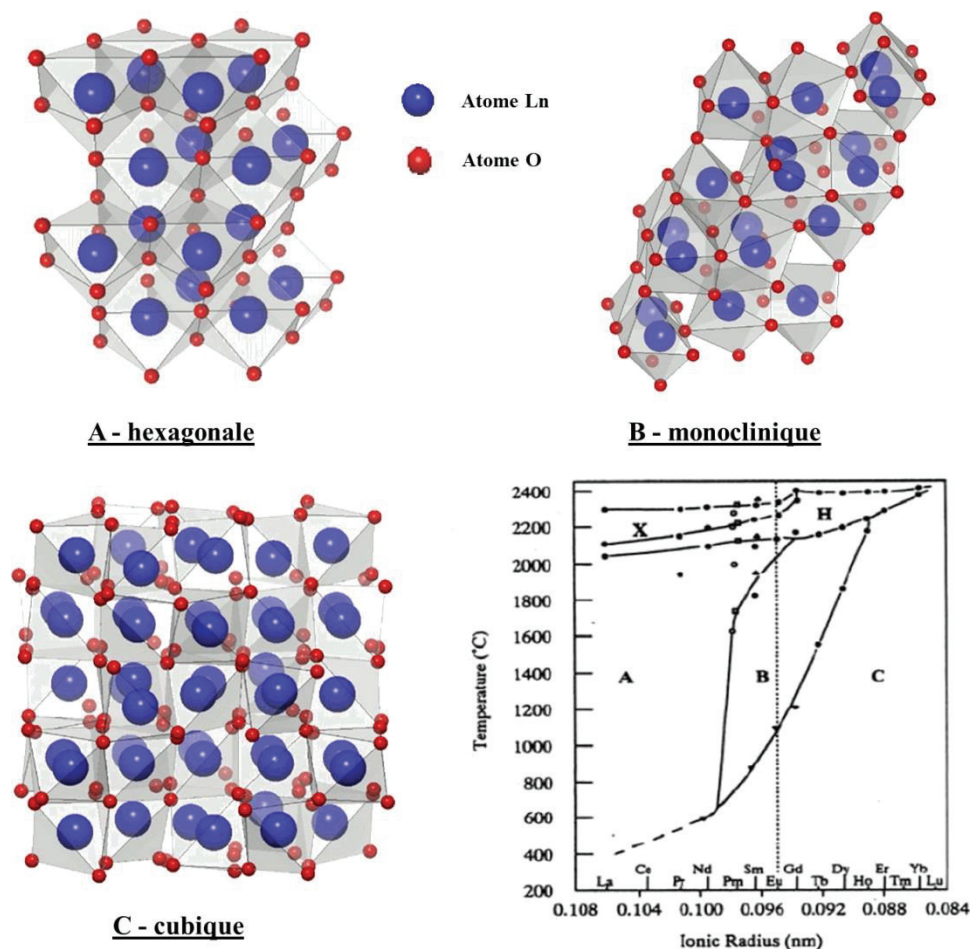 Atome Ln
Atome O
A - hexagonale
B - monoclinique
C - cubique
2400
2200
2000
1800
1600
1400
1200
1000
800
600
400
200
Temperature (°C)
X
H
A
B
C
La
Ce
Pr
Nd
Pm
Sm
Eu
Gd
Tb
Dy
Ho
Er
Tm
Yb
Lu
0.108 0.104 0.100 0.096 0.092 0.088 0.084
Ionic Radius (nm)